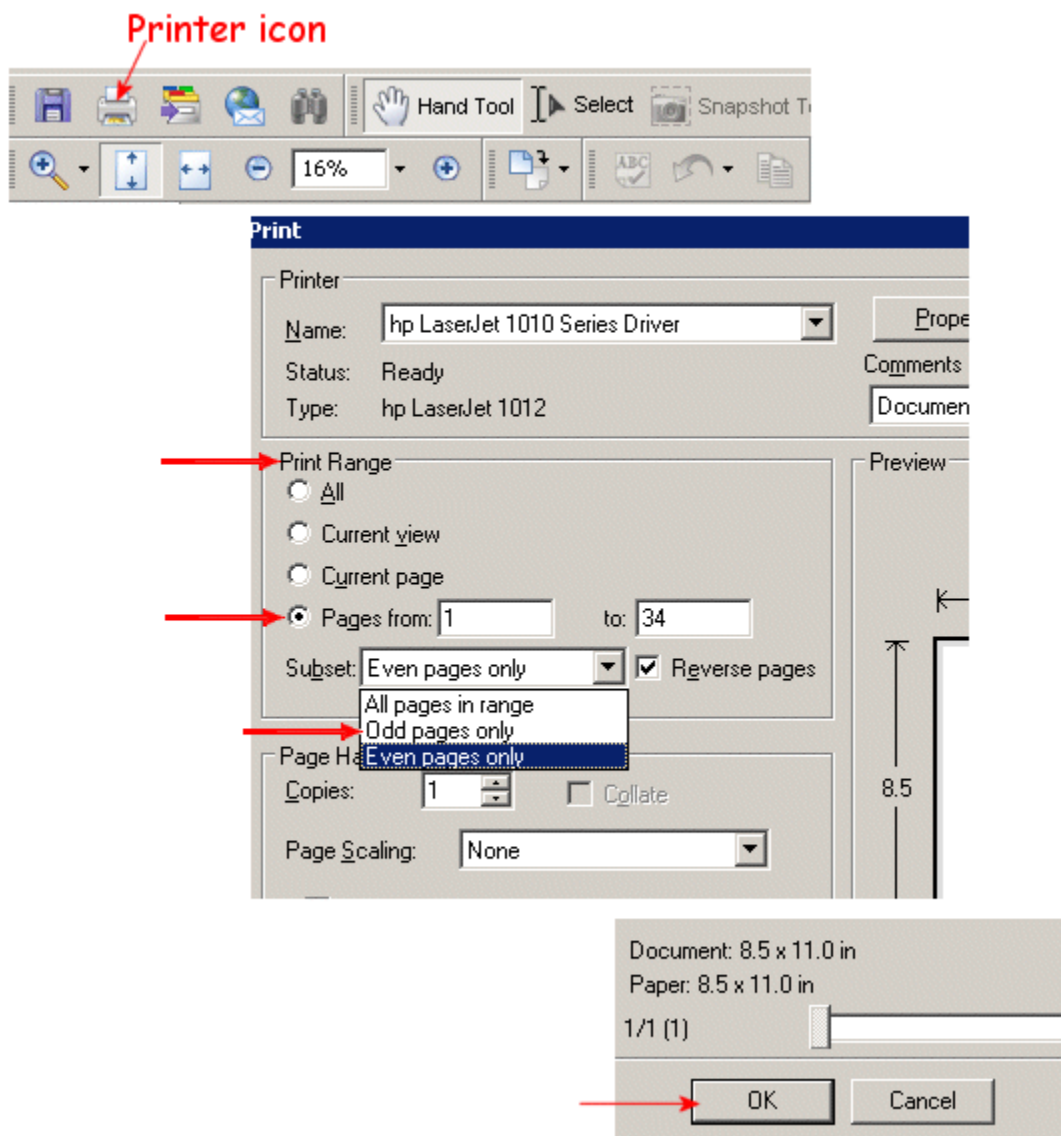 Printer icon
Hand Tool Select Snapshot T
16% ABC
Print
Printer
Name: hp LaserJet 1010 Series Driver Prope
Status: Ready Comments
Type: hp LaserJet 1012 Documen
Print Range Preview
All
Current view
Current page
Pages from: 1 to: 34
Subset: Even pages only Reverse pages
All pages in range
Odd pages only
Even pages only
Page Ha
Copies: 1 Collate 8.5
Page Scaling: None
Document: 8.5 x 11.0 in
Paper: 8.5 x 11.0 in
1/1 (1)
OK Cancel